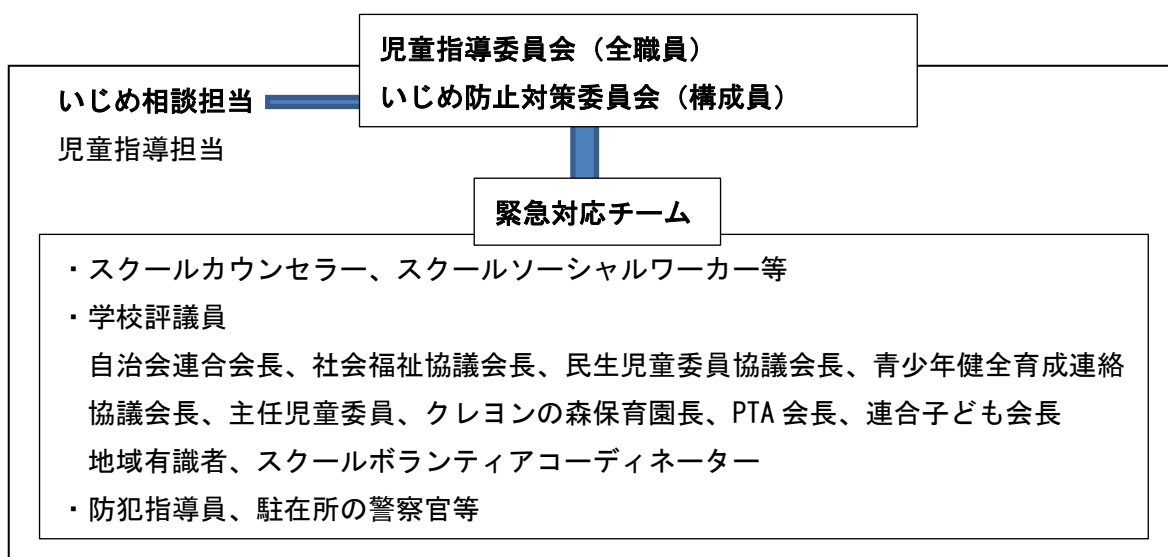 児童指導委員会（全職員）
いじめ防止対策委員会（構成員）
いじめ相談担当
児童指導担当
緊急対応チーム
・スクールカウンセラー、スクールソーシャルワーカー等
・学校評議員
自治会連合会長、社会福祉協議会長、民生児童委員協議会長、青少年健全育成連絡
協議会長、主任児童委員、クレヨンの森保育園長、PTA会長、連合子ども会長
地域有識者、スクールボランティアコーディネーター
・防犯指導員、駐在所の警察官等